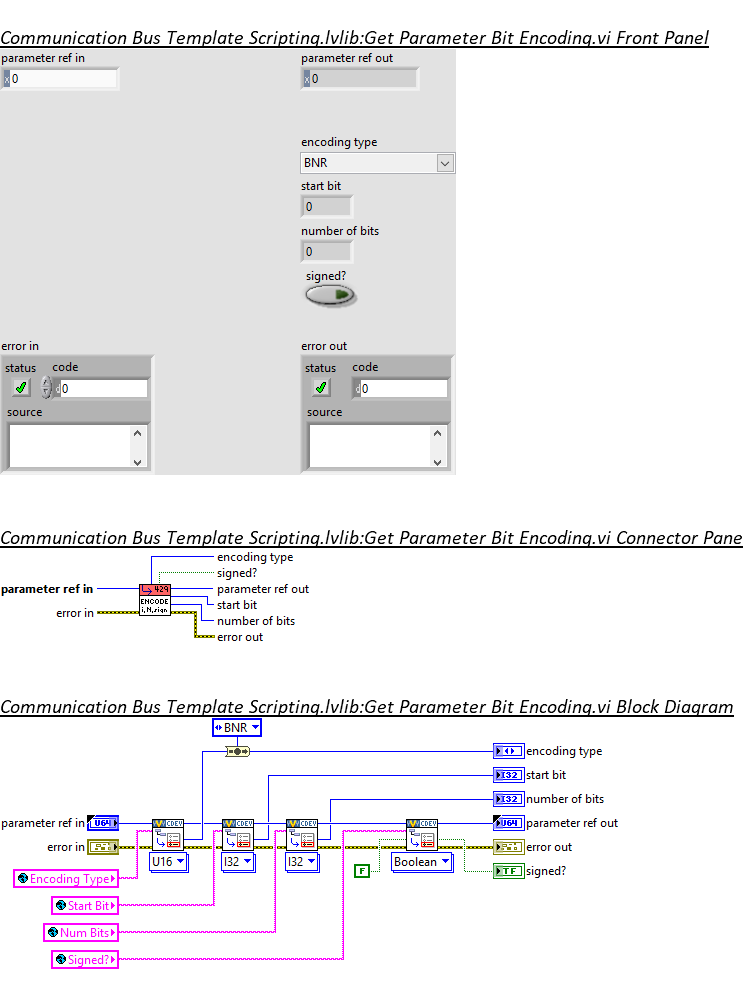 Communication Bus Template Scripting.lvlib:Get Parameter Bit Encoding.vi Front Panel
parameter ref in
parameter ref out
x 0
x 0
encoding type
BNR
start bit
0
number of bits
0
signed?
error in
error out
status code
status code
d 0
d 0
source
source
Communication Bus Template Scripting.lvlib:Get Parameter Bit Encoding.vi Connector Pane
encoding type
signed?
parameter ref in
429
parameter ref out
ENCODE
start bit
i,N,sign
error in
number of bits
error out
Communication Bus Template Scripting.lvlib:Get Parameter Bit Encoding.vi Block Diagram
BNR
encoding type
I32 start bit
I32 number of bits
parameter ref in U64 CDEV CDEV CDEV CDEV U64 parameter ref out
error in error out
U16 I32 I32 Boolean
F TF signed?
Encoding Type
Start Bit
Num Bits
Signed?